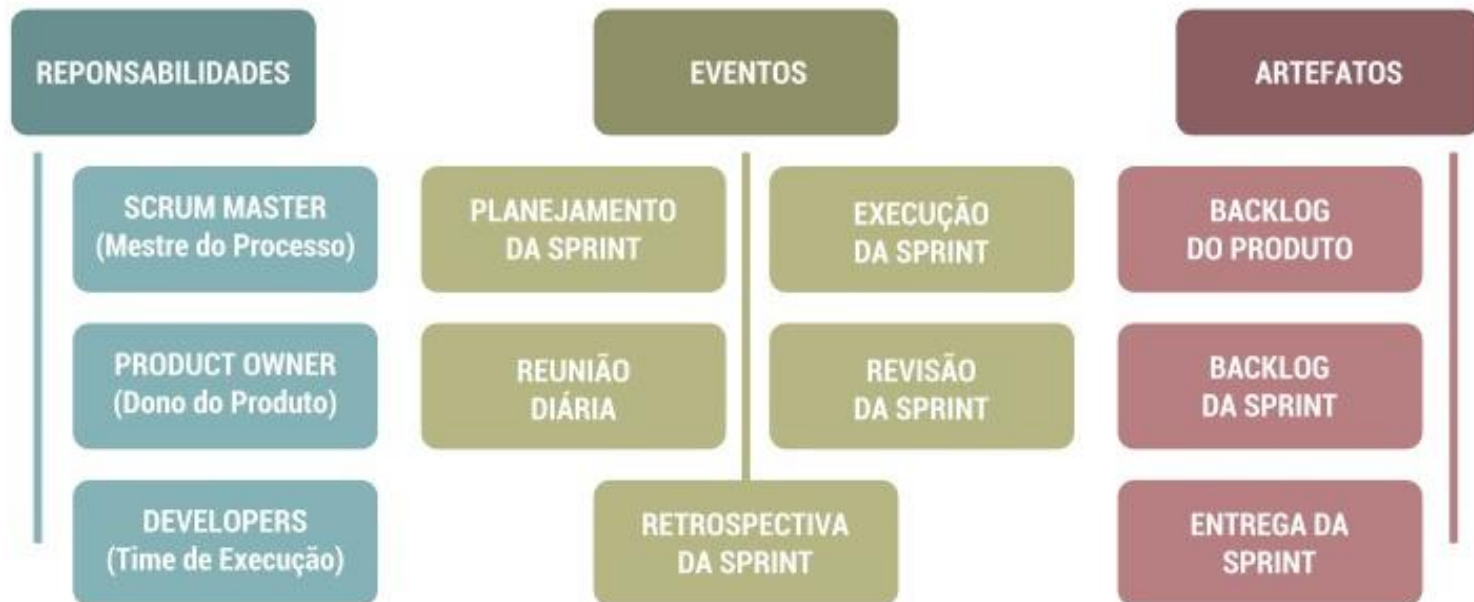 REPONSABILIDADES
EVENTOS
ARTEFATOS
SCRUM MASTER
(Mestre do Processo)
PLANEJAMENTO
DA SPRINT
EXECUÇÃO
DA SPRINT
BACKLOG
DO PRODUTO
PRODUCT OWNER
(Dono do Produto)
REUNIÃO
DIÁRIA
REVISÃO
DA SPRINT
BACKLOG
DA SPRINT
DEVELOPERS
(Time de Execução)
RETROSPECTIVA
DA SPRINT
ENTREGA DA
SPRINT